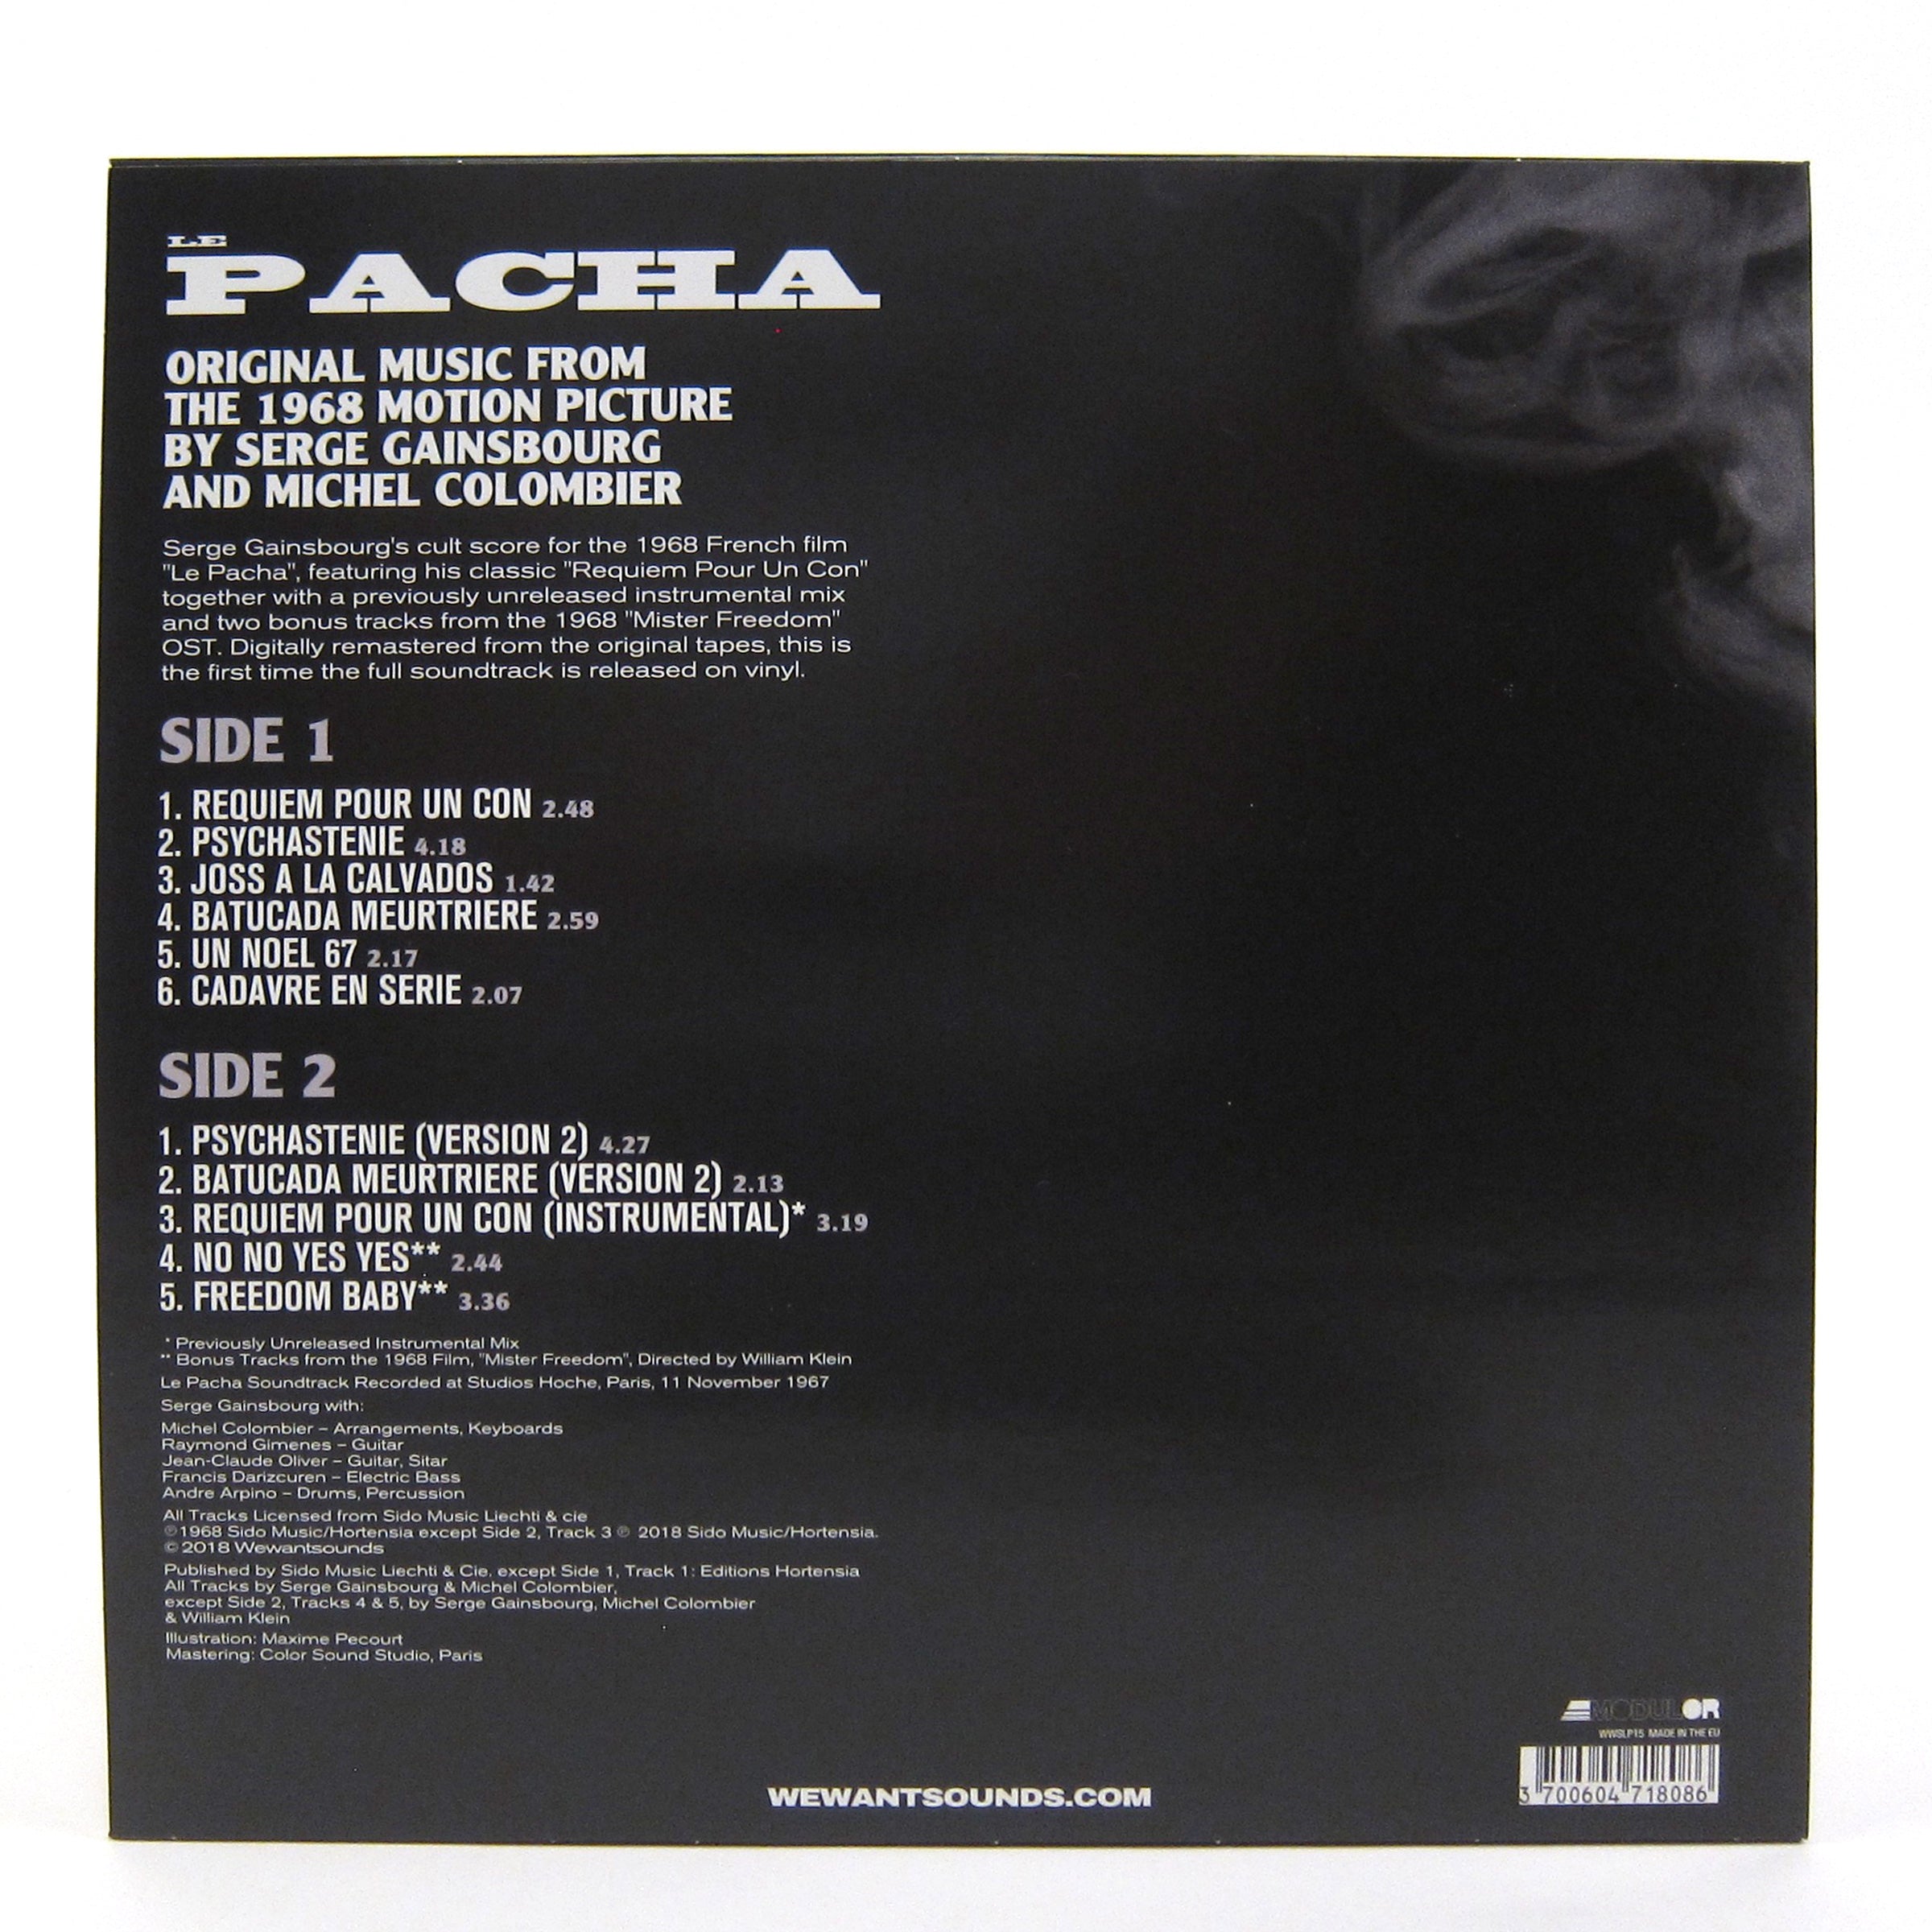 LE
PACHA
ORIGINAL MUSIC FROM
THE 1968 MOTION PICTURE
BY SERGE GAINSBOURG
AND MICHEL COLOMBIER
Serge Gainsbourg's cult score for the 1968 French film
"Le Pacha", featuring his classic "Requiem Pour Un Con"
together with a previously unreleased instrumental mix
and two bonus tracks from the 1968 "Mister Freedom"
OST. Digitally remastered from the original tapes, this is
the first time the full soundtrack is released on vinyl.
SIDE 1
1. REQUIEM POUR UN CON 2.48
2. PSYCHASTENIE 4.18
3. JOSS A LA CALVADOS 1.42
4. BATUCADA MEURTRIERE 2.59
5. UN NOEL 67 2.17
6. CADAVRE EN SERIE 2.07
SIDE 2
1. PSYCHASTENIE (VERSION 2) 4.27
2. BATUCADA MEURTRIERE (VERSION 2) 2.13
3. REQUIEM POUR UN CON (INSTRUMENTAL)* 3.19
4. NO NO YES YES** 2.44
5. FREEDOM BABY** 3.36
* Previously Unreleased Instrumental Mix
** Bonus Tracks from the 1968 Film, "Mister Freedom", Directed by William Klein
Le Pacha Soundtrack Recorded at Studios Hoche, Paris, 11 November 1967
Serge Gainsbourg with:
Michel Colombier – Arrangements, Keyboards
Raymond Gimenes – Guitar
Jean-Claude Oliver – Guitar, Sitar
Francis Darizcuren – Electric Bass
Andre Arpino – Drums, Percussion
All Tracks Licensed from Sido Music Liechti & cie
℗1968 Sido Music/Hortensia except Side 2, Track 3 ℗ 2018 Sido Music/Hortensia.
© 2018 Wewantsounds
Published by Sido Music Liechti & Cie. except Side 1, Track 1: Editions Hortensia
All Tracks by Serge Gainsbourg & Michel Colombier,
except Side 2, Tracks 4 & 5, by Serge Gainsbourg, Michel Colombier
& William Klein
Illustration: Maxime Pecourt
Mastering: Color Sound Studio, Paris
MODULOR
WWSLP15 MADE IN THE EU
3 700604 718086
WEWANTSOUNDS.COM